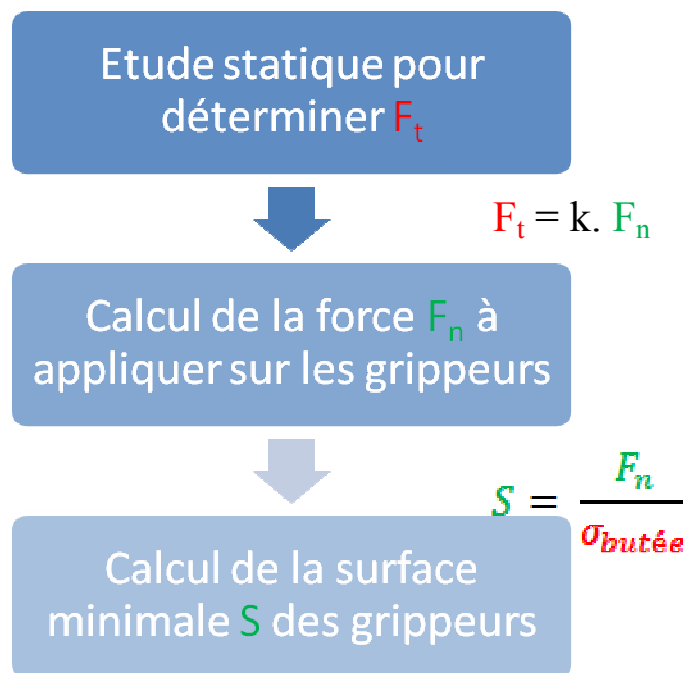 Etude statique pour
déterminer Ft
Ft = k. Fn
Calcul de la force Fn à
appliquer sur les grippeurs
S = Fn / σbutée
Calcul de la surface
minimale S des grippeurs